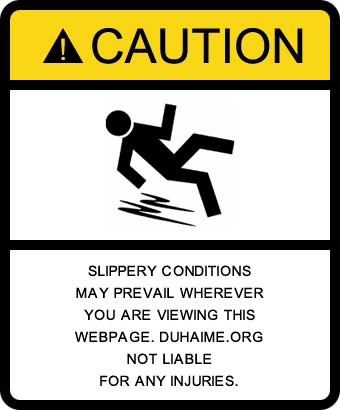 CAUTION
SLIPPERY CONDITIONS
MAY PREVAIL WHEREVER
YOU ARE VIEWING THIS
WEBPAGE. DUHAIME.ORG
NOT LIABLE
FOR ANY INJURIES.